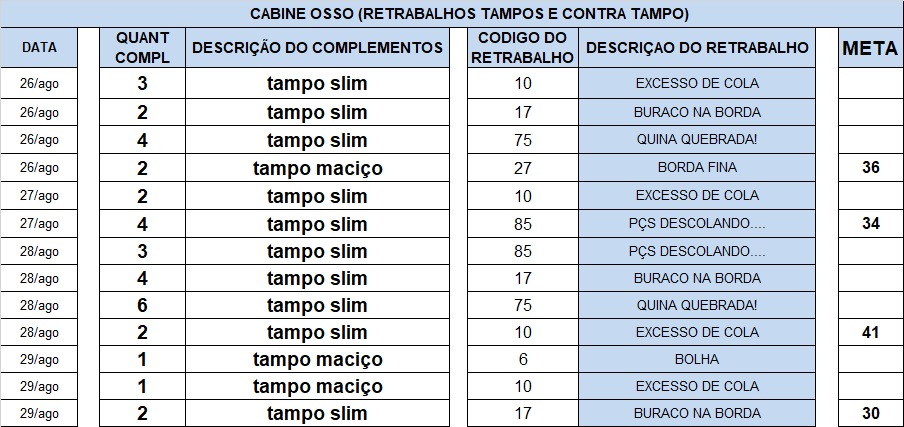 CABINE OSSO (RETRABALHOS TAMPOS E CONTRA TAMPO)
DATA QUANT COMPL DESCRIÇÃO DO COMPLEMENTOS CODIGO DO RETRABALHO DESCRIÇAO DO RETRABALHO META
26/ago 3 tampo slim 10 EXCESSO DE COLA
26/ago 2 tampo slim 17 BURACO NA BORDA
26/ago 4 tampo slim 75 QUINA QUEBRADA!
26/ago 2 tampo maciço 27 BORDA FINA 36
27/ago 2 tampo slim 10 EXCESSO DE COLA
27/ago 4 tampo slim 85 PÇS DESCOLANDO.... 34
28/ago 3 tampo slim 85 PÇS DESCOLANDO....
28/ago 4 tampo slim 17 BURACO NA BORDA
28/ago 6 tampo slim 75 QUINA QUEBRADA!
28/ago 2 tampo slim 10 EXCESSO DE COLA 41
29/ago 1 tampo maciço 6 BOLHA
29/ago 1 tampo maciço 10 EXCESSO DE COLA
29/ago 2 tampo slim 17 BURACO NA BORDA 30